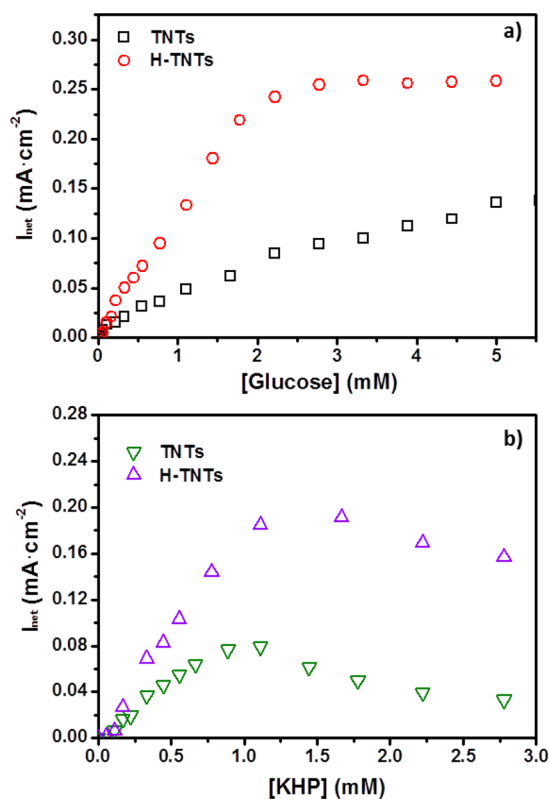 a)
TNTs
H-TNTs
0.30
0.25
0.20
0.15
0.10
0.05
0.00
I_net (mA·cm⁻²)
0 1 2 3 4 5
[Glucose] (mM)
b)
TNTs
H-TNTs
0.28
0.24
0.20
0.16
0.12
0.08
0.04
0.00
I_net (mA·cm⁻²)
0.0 0.5 1.0 1.5 2.0 2.5 3.0
[KHP] (mM)